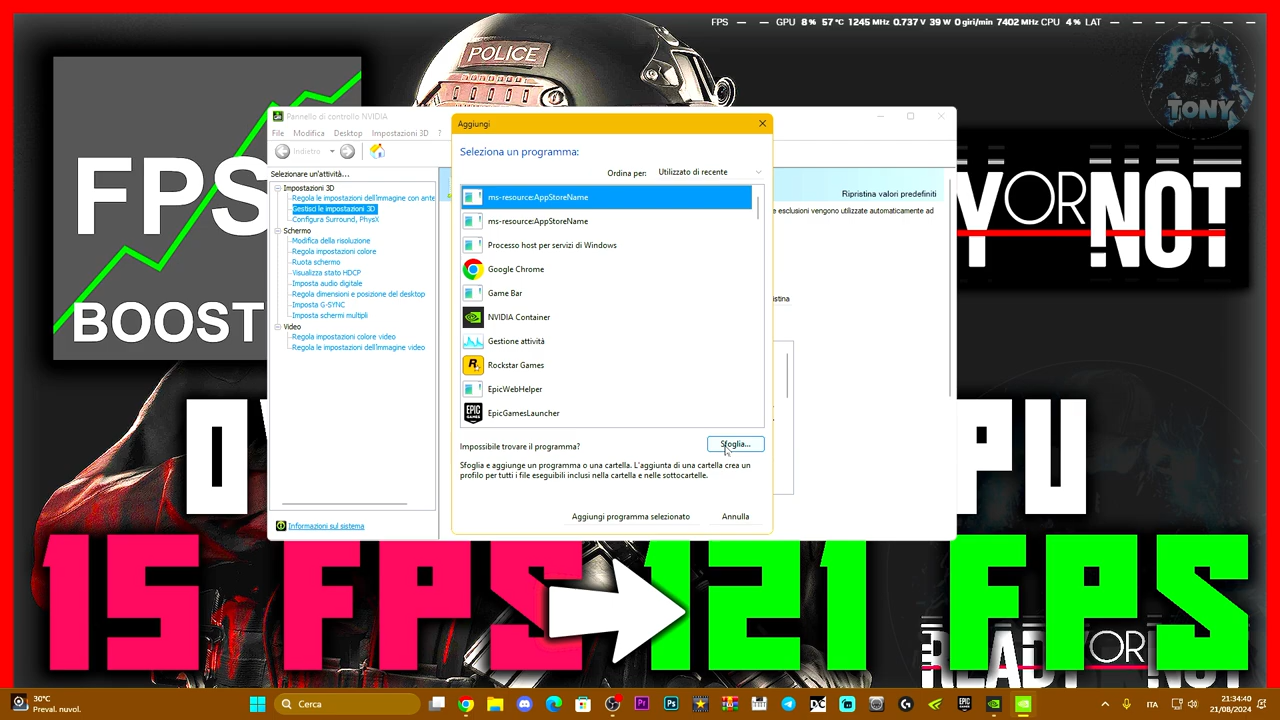 FPS — — GPU 8 % 57 °C 1245 MHz 0.737 V 39 W 0 giri/min 7402 MHz CPU 4 % LAT — — — — — — —
POLICE
TONY
FPS
BOOST
Y OR NOT
Pannello di controllo NVIDIA
File Modifica Desktop Impostazioni 3D ?
Indietro
Selezionare un'attività...
Impostazioni 3D
Regola le impostazioni dell'immagine con ante
Gestisci le impostazioni 3D
Configura Surround, PhysX
Schermo
Modifica della risoluzione
Regola impostazioni colore
Ruota schermo
Visualizza stato HDCP
Imposta audio digitale
Regola dimensioni e posizione del desktop
Imposta G-SYNC
Imposta schermi multipli
Video
Regola impostazioni colore video
Regola le impostazioni dell'immagine video
Informazioni sul sistema
Ripristina valori predefiniti
e esclusioni vengono utilizzate automaticamente ad
istina
Aggiungi
Seleziona un programma:
Ordina per: Utilizzato di recente
ms-resource:AppStoreName
ms-resource:AppStoreName
Processo host per servizi di Windows
Google Chrome
Game Bar
NVIDIA Container
Gestione attività
Rockstar Games
EpicWebHelper
EpicGamesLauncher
Impossibile trovare il programma? Sfoglia...
Sfoglia e aggiunge un programma o una cartella. L'aggiunta di una cartella crea un
profilo per tutti i file eseguibili inclusi nella cartella e nelle sottocartelle.
Aggiungi programma selezionato Annulla
PU
15 FPS 121 FPS
READY OR NOT
30°C
Preval. nuvol.
Cerca
ITA
21:34:40
21/08/2024